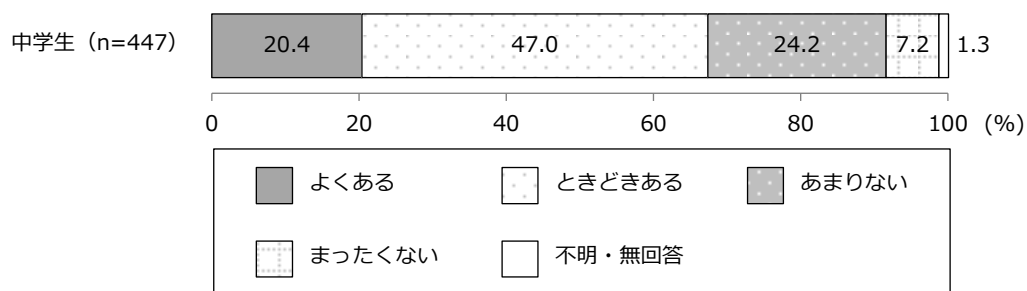 中学生（n=447） 20.4 47.0 24.2 7.2 1.3
0 20 40 60 80 100 (%)
よくある ときどきある あまりない
まったくない 不明・無回答